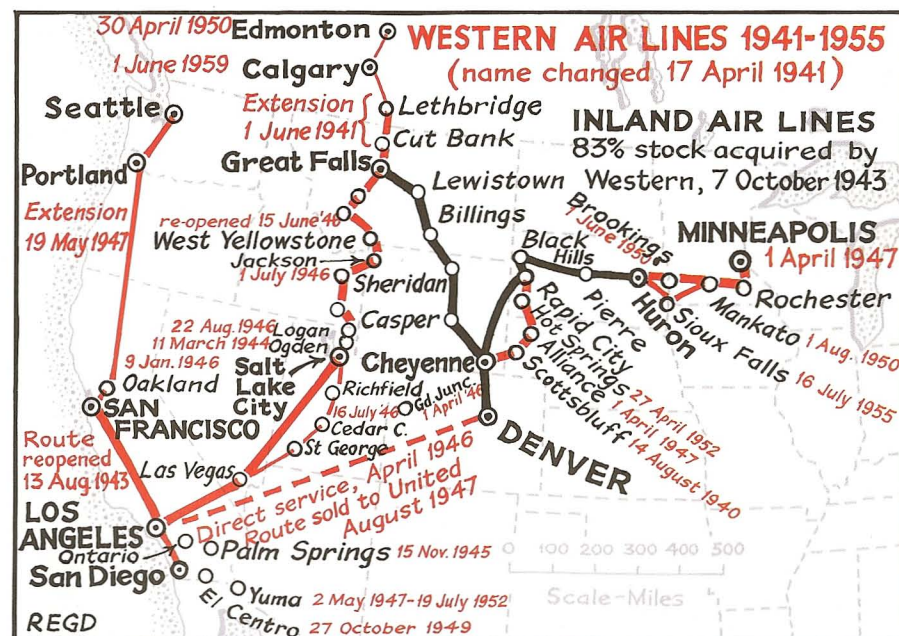 WESTERN AIR LINES 1941-1955
(name changed 17 April 1941)
30 April 1950 Edmonton
1 June 1959 Calgary
Extension
1 June 1941
Lethbridge
Cut Bank
Great Falls
INLAND AIR LINES
83% stock acquired by
Western, 7 October 1943
Seattle
Portland
Extension
19 May 1947
Lewistown
Billings
re-opened 15 June '46
West Yellowstone
Jackson
1 July 1946
Sheridan
Casper
22 Aug. 1946 Logan
11 March 1944 Ogden
9 Jan. 1946
Salt
Lake
City
Cheyenne
Black
Hills
Pierre
Huron
Brookings
1 June 1950
MINNEAPOLIS
1 April 1947
Rochester
Mankato 1 Aug. 1950
Sioux Falls 16 July 1955
Rapid City
Hot Springs 27 April 1952
Alliance 1 April 1947
Scottsbluff 14 August 1940
Oakland
SAN
FRANCISCO
Richfield
16 July '46
Gd Junc.
1 April '46
Cedar C.
St George
DENVER
Route
reopened
13 Aug. 1943
Las Vegas
Direct service, April 1946
Route sold to United
August 1947
LOS
ANGELES
Ontario
Palm Springs 15 Nov. 1945
San Diego
Yuma 2 May 1947-19 July 1952
El Centro 27 October 1949
0 100 200 300 400 500
Scale-Miles
REGD